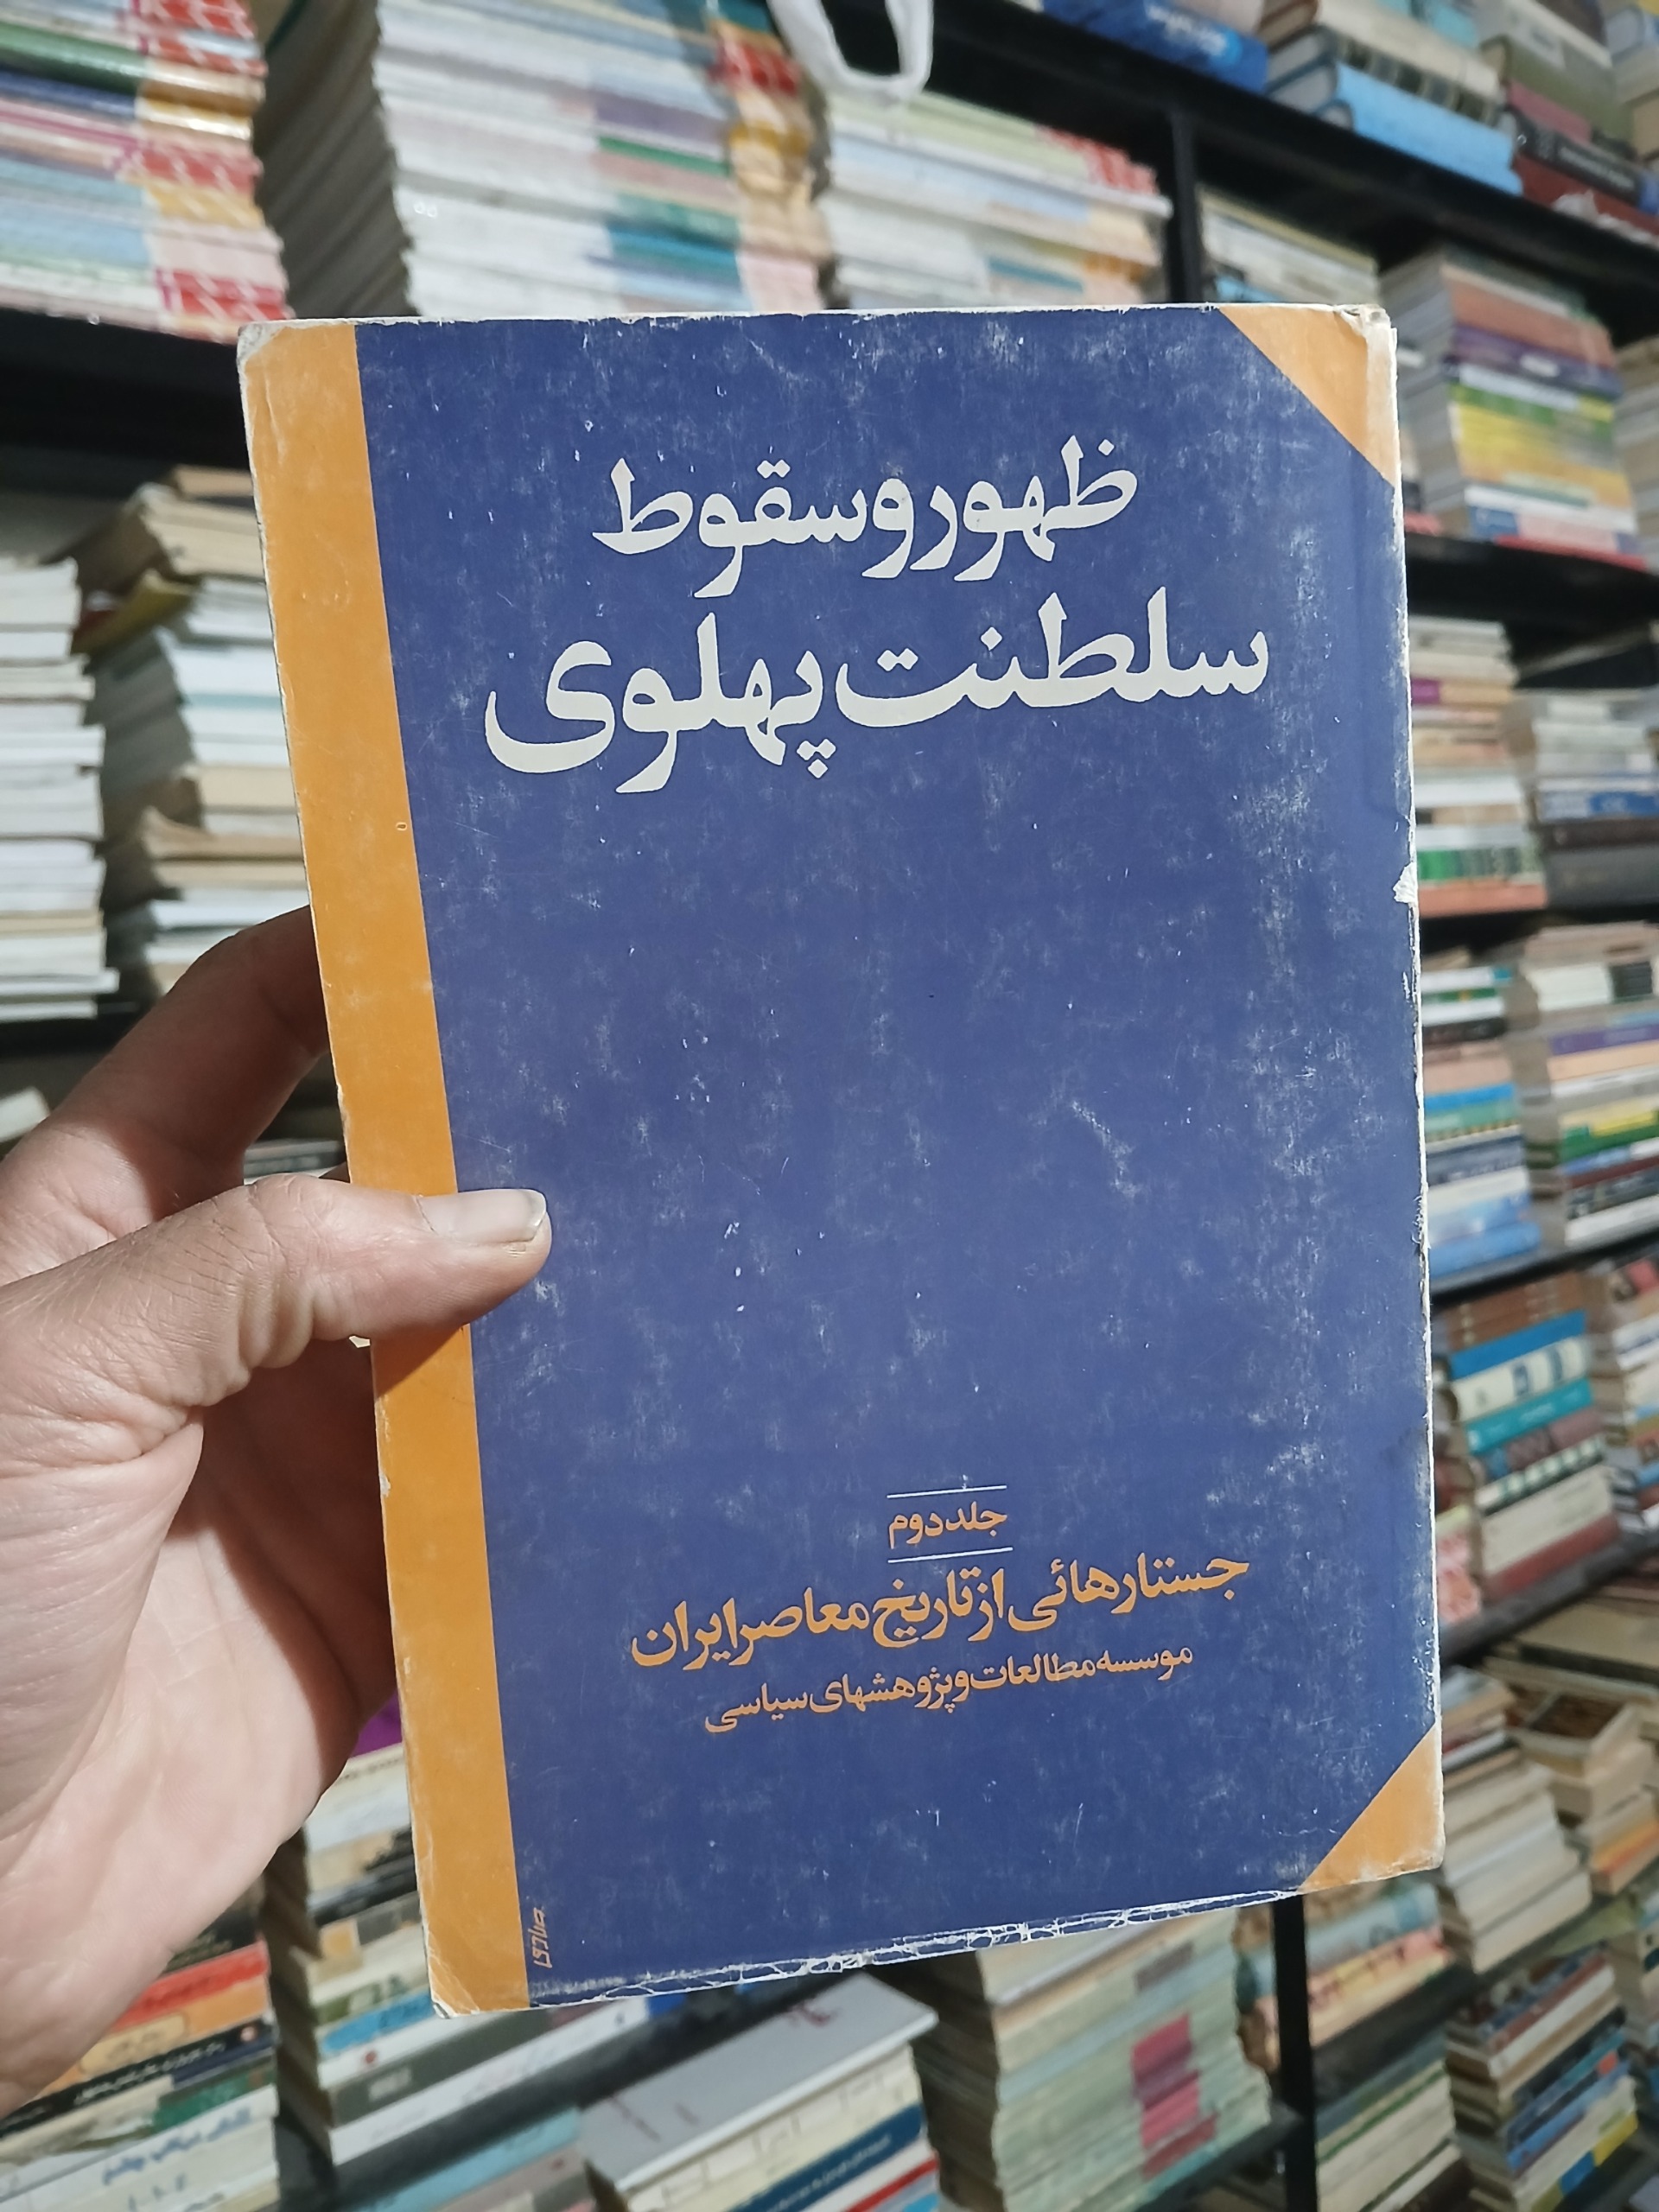 ظهور و سقوط
سلطنت پهلوی
جلد دوم
جستارهائی از تاریخ معاصر ایران
موسسه مطالعات و پژوهشهای سیاسی